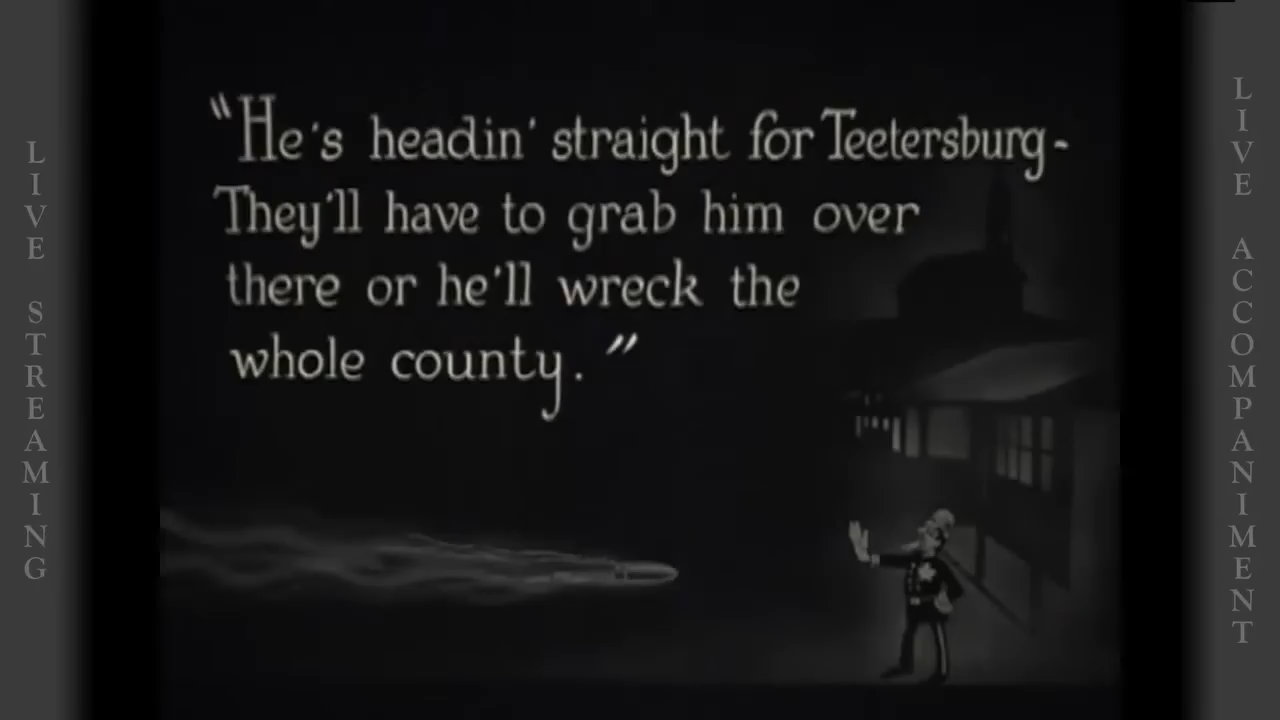 LIVE STREAMING
"He's headin' straight for Teetersburg-
They'll have to grab him over
there or he'll wreck the
whole county."
LIVE ACCOMPANIMENT